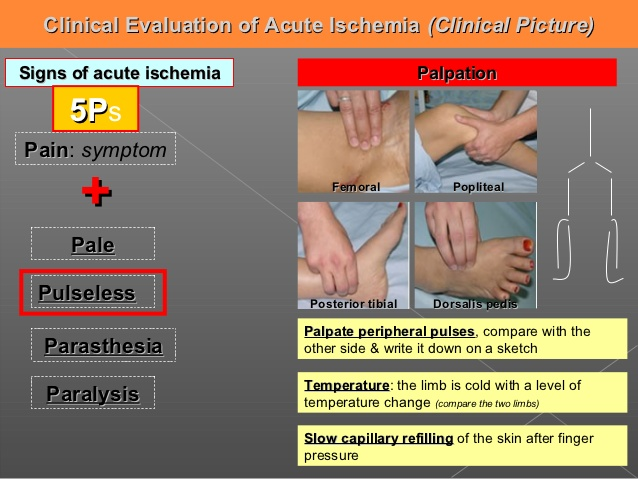 Clinical Evaluation of Acute Ischemia (Clinical Picture)
Signs of acute ischemia
5Ps
Pain: symptom
+
Pale
Pulseless
Parasthesia
Paralysis
Palpation
Femoral
Popliteal
Posterior tibial
Dorsalis pedis
Palpate peripheral pulses, compare with the
other side & write it down on a sketch
Temperature: the limb is cold with a level of
temperature change (compare the two limbs)
Slow capillary refilling of the skin after finger
pressure